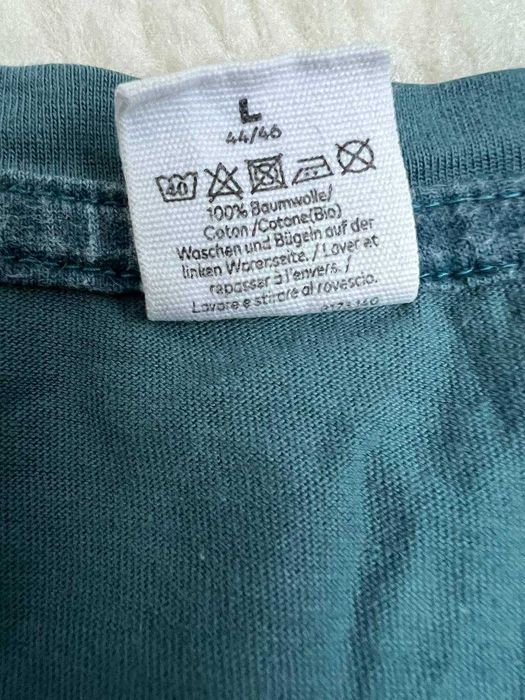 L
44/46
40
100% Baumwolle/
Coton/Cotone(Bio)
Waschen und Bügeln auf der
linken Warenseite./Laver et
repasser à l'envers./
Lavare e stirare al rovescio.